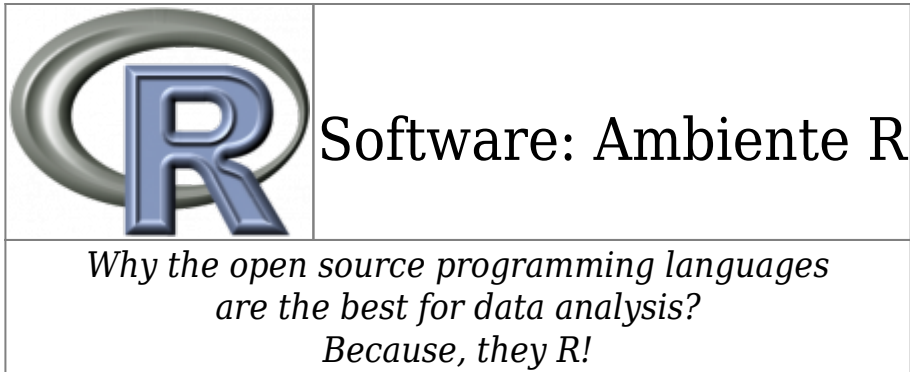 R
Software: Ambiente R
Why the open source programming languages
are the best for data analysis?
Because, they R!